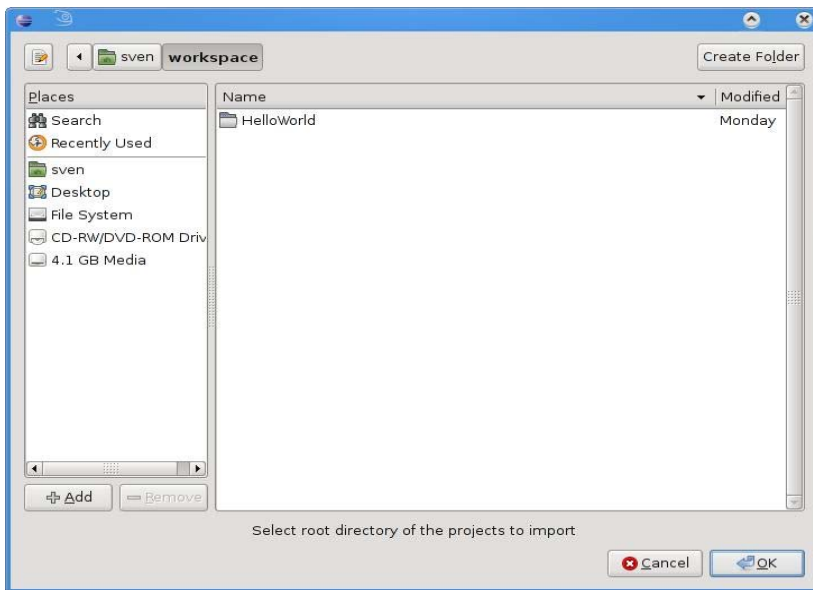 sven workspace Create Folder
Places
Search
Recently Used
sven
Desktop
File System
CD-RW/DVD-ROM Driv
4.1 GB Media
Add Remove
Name Modified
HelloWorld Monday
Select root directory of the projects to import
Cancel OK